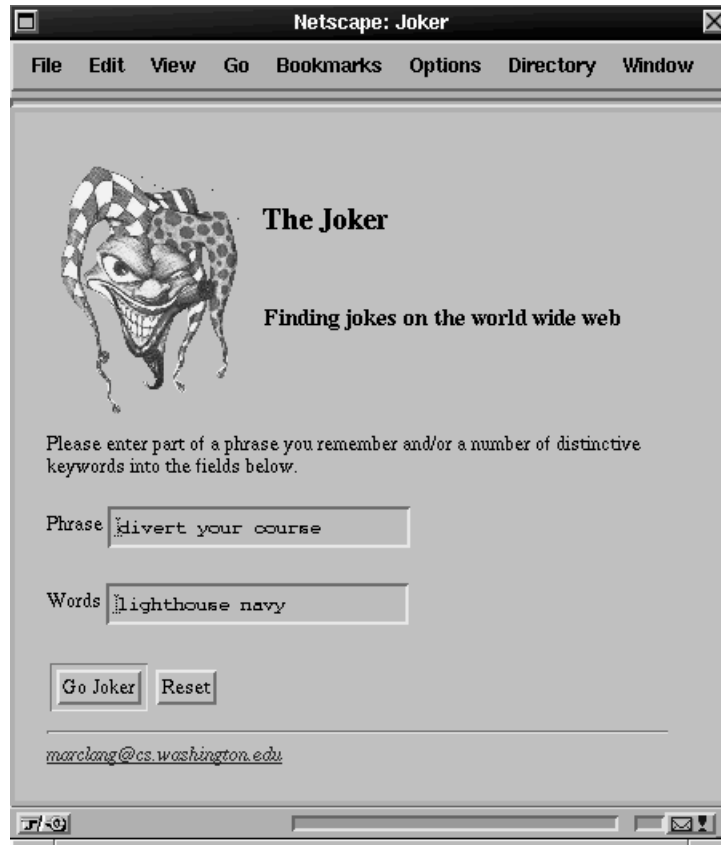 Netscape: Joker
File Edit View Go Bookmarks Options Directory Window
The Joker
Finding jokes on the world wide web
Please enter part of a phrase you remember and/or a number of distinctive
keywords into the fields below.
Phrase divert your course
Words lighthouse navy
Go Joker Reset
marclang@cs.washington.edu